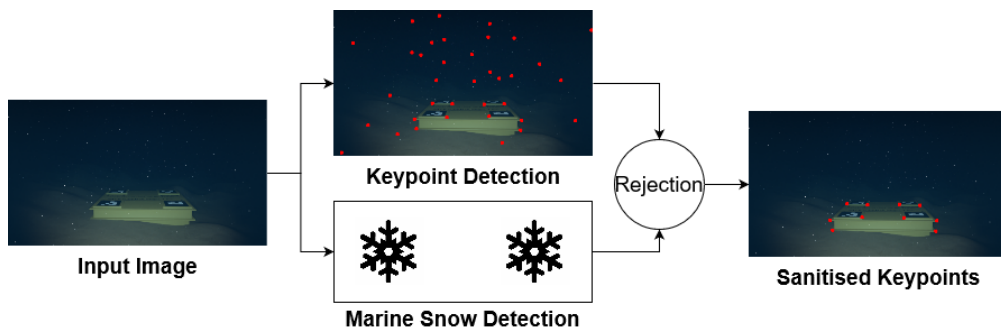 Input Image
Keypoint Detection
Marine Snow Detection
Rejection
Sanitised Keypoints